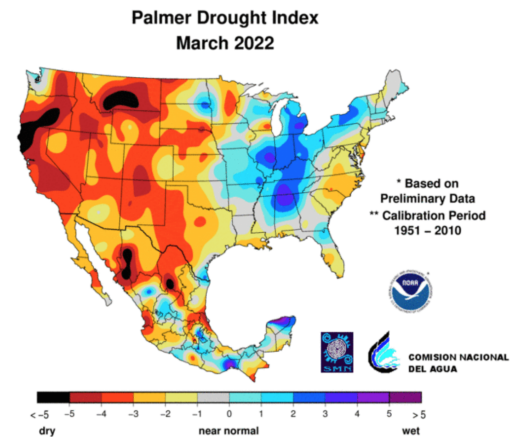 Palmer Drought Index
March 2022
* Based on
Preliminary Data
** Calibration Period
1951 – 2010
NOAA
SMN
COMISION NACIONAL
DEL AGUA
< -5 -5 -4 -3 -2 -1 0 1 2 3 4 5 > 5
dry near normal wet